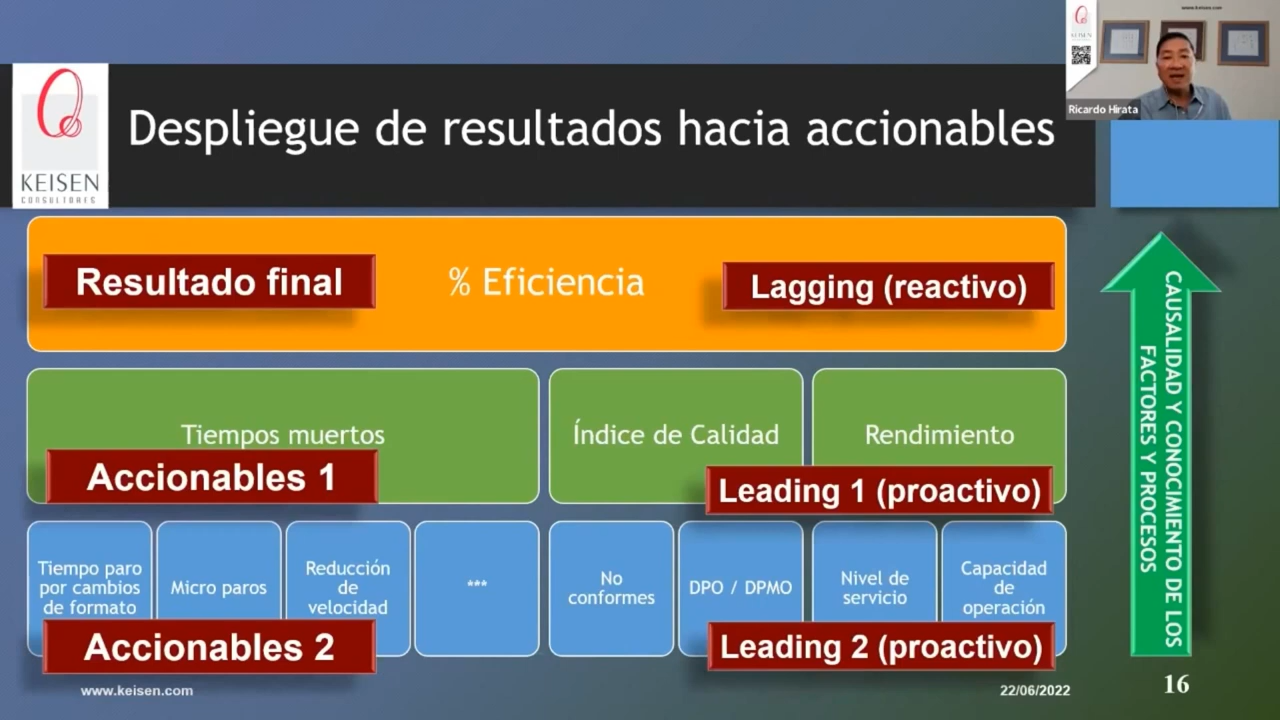 www.keisen.com
KEISEN
Ricardo Hirata
KEISEN
CONSULTORES
Despliegue de resultados hacia accionables
Resultado final
% Eficiencia
Lagging (reactivo)
Tiempos muertos
Índice de Calidad
Rendimiento
Accionables 1
Leading 1 (proactivo)
Tiempo paro
por cambios
de formato
Micro paros
Reducción
de
velocidad
***
No
conformes
DPO / DPMO
Nivel de
servicio
Capacidad
de
operación
Accionables 2
Leading 2 (proactivo)
CAUSALIDAD Y CONOCIMIENTO DE LOS
FACTORES Y PROCESOS
www.keisen.com
22/06/2022
16